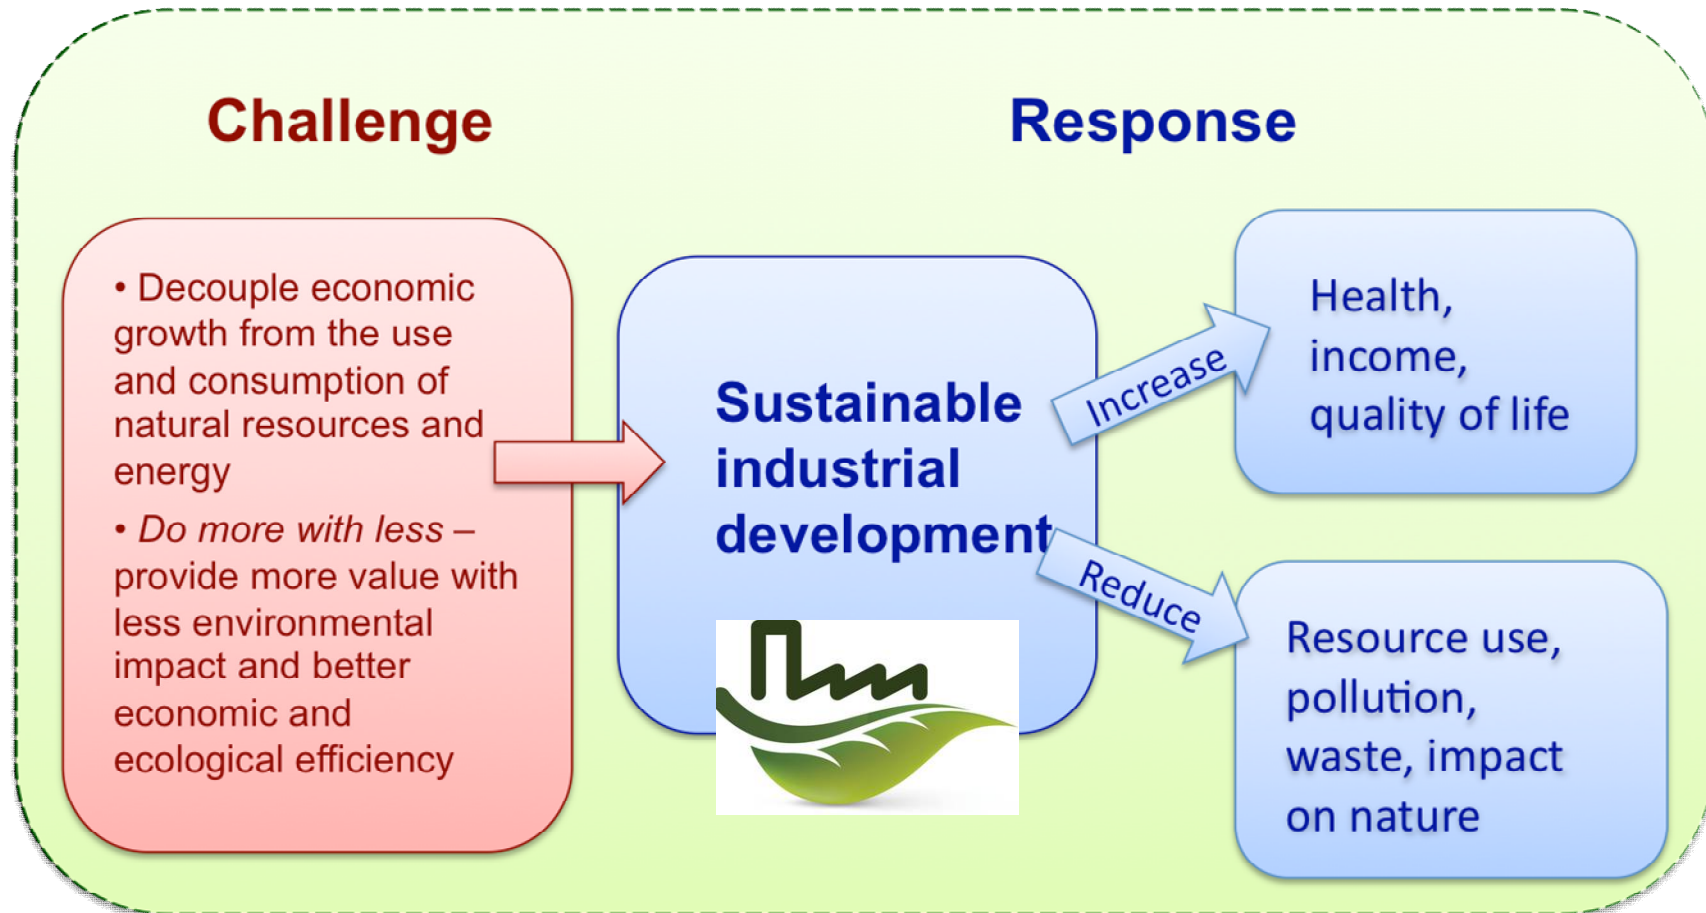 Challenge
Response
• Decouple economic
growth from the use
and consumption of
natural resources and
energy
• Do more with less –
provide more value with
less environmental
impact and better
economic and
ecological efficiency
Sustainable
industrial
development
Increase
Health,
income,
quality of life
Reduce
Resource use,
pollution,
waste, impact
on nature